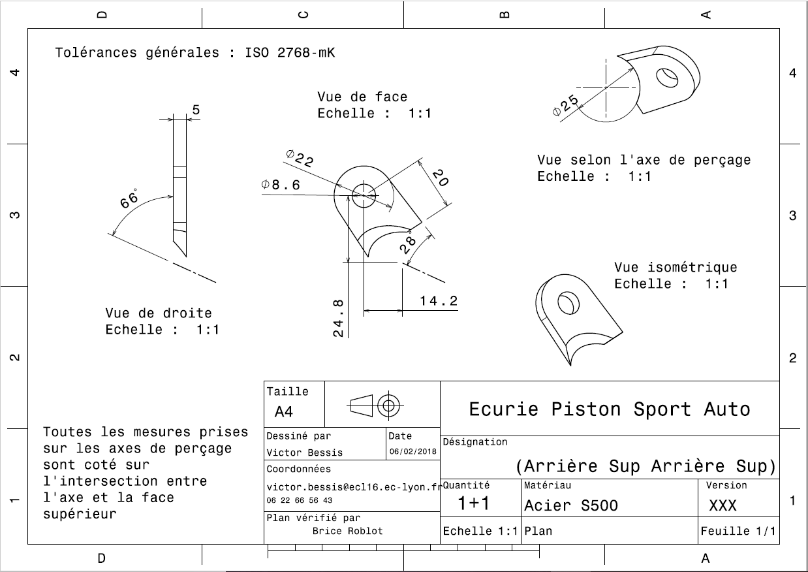 D
C
B
A
4
4
3
3
2
2
1
1
D
C
B
A
Tolérances générales : ISO 2768-mK
5
66°
Vue de droite
Echelle : 1:1
Vue de face
Echelle : 1:1
Ø22
Ø8.6
20
28
24.8
14.2
Ø25
Vue selon l'axe de perçage
Echelle : 1:1
Vue isométrique
Echelle : 1:1
Toutes les mesures prises
sur les axes de perçage
sont coté sur
l'intersection entre
l'axe et la face
supérieur
Taille
A4
Ecurie Piston Sport Auto
Dessiné par
Victor Bessis
Date
06/02/2018
Désignation
(Arrière Sup Arrière Sup)
Coordonnées
victor.bessis@ecl16.ec-lyon.fr
06 22 66 56 43
Quantité
1+1
Matériau
Acier S500
Version
XXX
Plan vérifié par
Brice Roblot
Echelle 1:1
Plan
Feuille 1/1